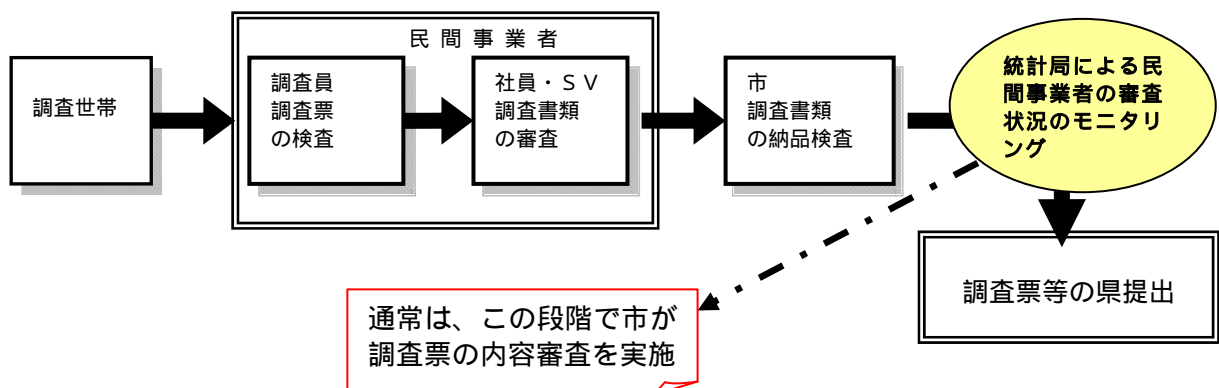 民間事業者
調査世帯
調査員
調査票
の検査
社員・ＳＶ
調査書類
の審査
市
調査書類
の納品検査
統計局による民
間事業者の審査
状況のモニタリ
ング
調査票等の県提出
通常は、この段階で市が
調査票の内容審査を実施